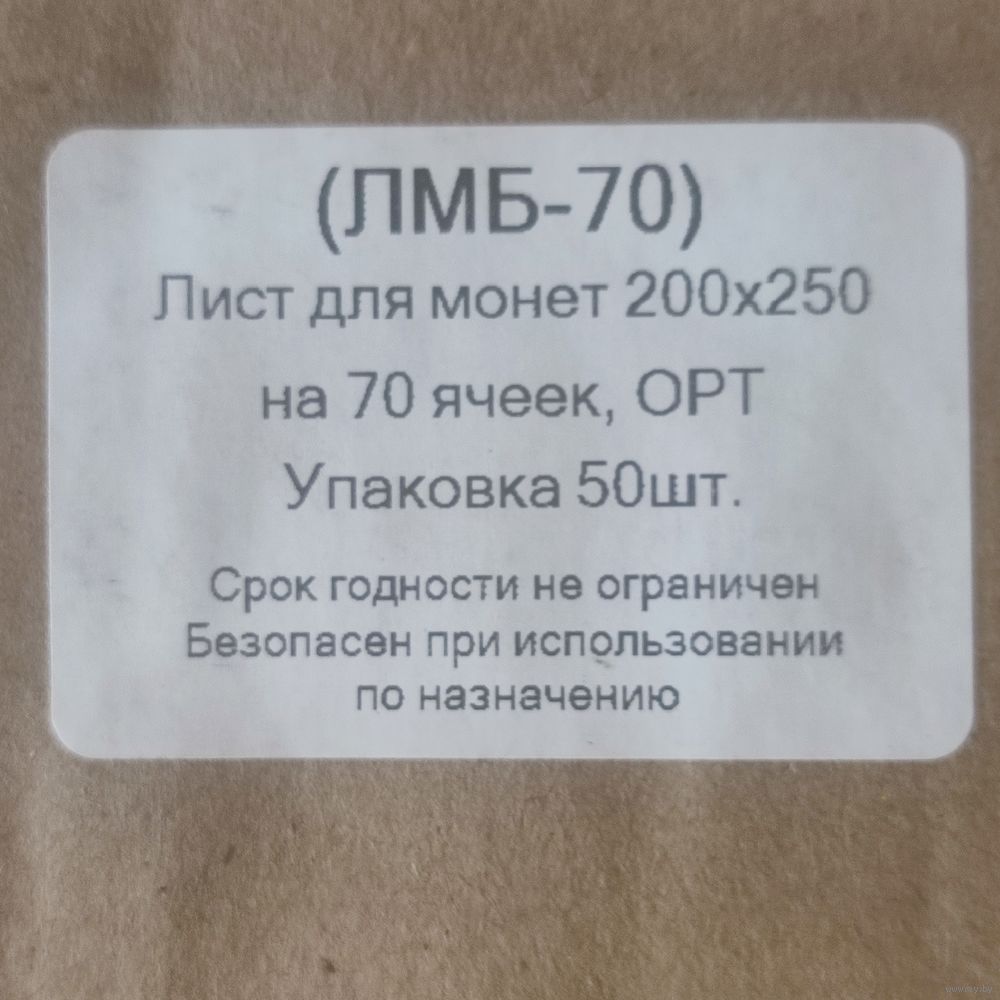 (ЛМБ-70)
Лист для монет 200х250
на 70 ячеек, ОРТ
Упаковка 50шт.
Срок годности не ограничен
Безопасен при использовании
по назначению